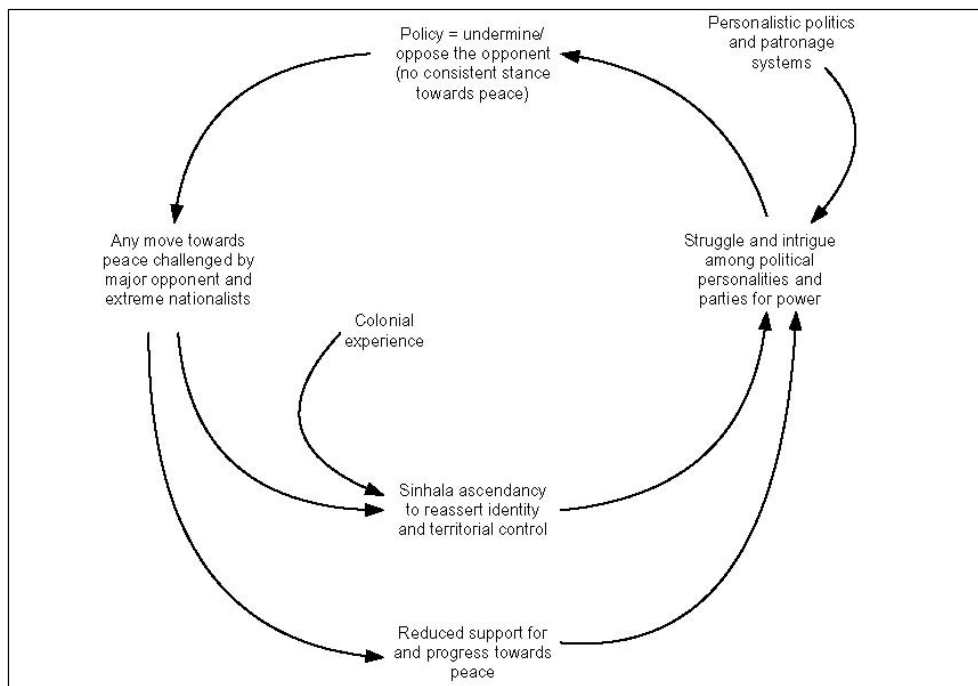 Policy = undermine/
oppose the opponent
(no consistent stance
towards peace)
Personalistic politics
and patronage
systems
Any move towards
peace challenged by
major opponent and
extreme nationalists
Struggle and intrigue
among political
personalities and
parties for power
Colonial
experience
Sinhala ascendancy
to reassert identity
and territorial control
Reduced support for
and progress towards
peace